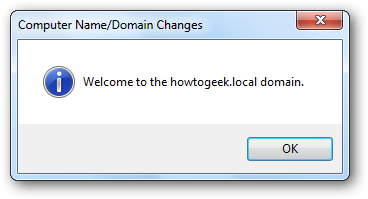 Computer Name/Domain Changes
Welcome to the howtogeek.local domain.
OK